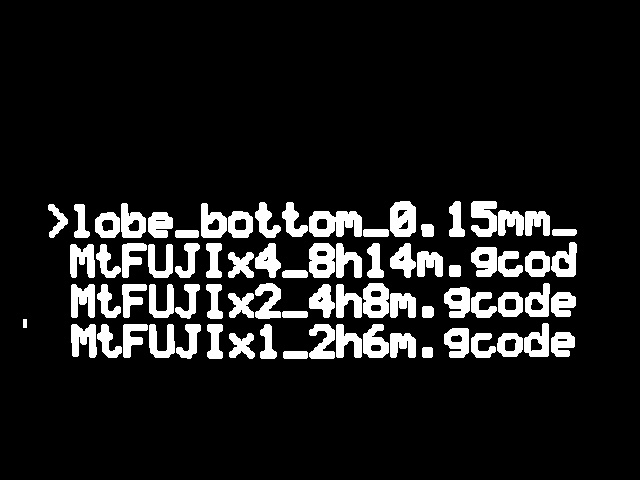 >lobe_bottom_0.15mm_
MtFUJIx4_8h14m.gcod
MtFUJIx2_4h8m.gcode
MtFUJIx1_2h6m.gcode